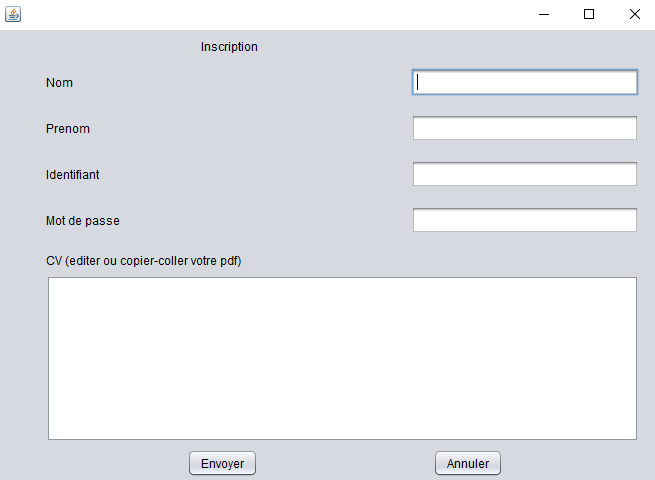 Inscription
Nom
Prenom
Identifiant
Mot de passe
CV (editer ou copier-coller votre pdf)
Envoyer
Annuler